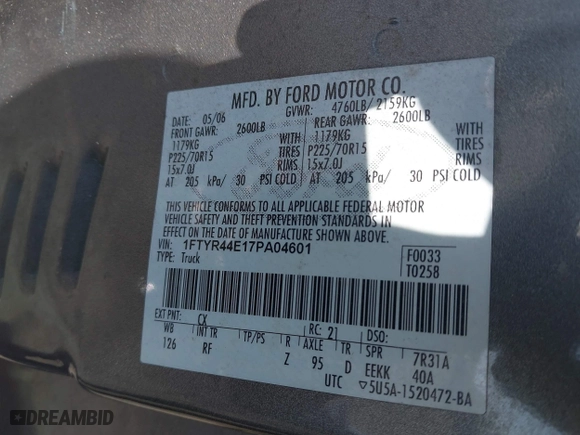 MFD. BY FORD MOTOR CO.
DATE: 05/06 GVWR: 4760LB/ 2159KG
FRONT GAWR: 2600LB REAR GAWR: 2600LB
1179KG WITH 1179KG WITH
P225/70R15 TIRES P225/70R15 TIRES
15x7.0J RIMS 15x7.0J RIMS
AT 205 kPa/ 30 PSI COLD AT 205 kPa/ 30 PSI COLD
THIS VEHICLE CONFORMS TO ALL APPLICABLE FEDERAL MOTOR
VEHICLE SAFETY AND THEFT PREVENTION STANDARDS IN
EFFECT ON THE DATE OF MANUFACTURE SHOWN ABOVE.
VIN: 1FTYR44E17PA04601
TYPE: Truck
F0033
T0258
EXT PNT: CX RC: 21 DSO:
WB INT TR TP/PS R AXLE TR SPR 7R31A
126 RF Z 95 D EEKK 40A
UTC 5U5A-1520472-BA
DREAMBID